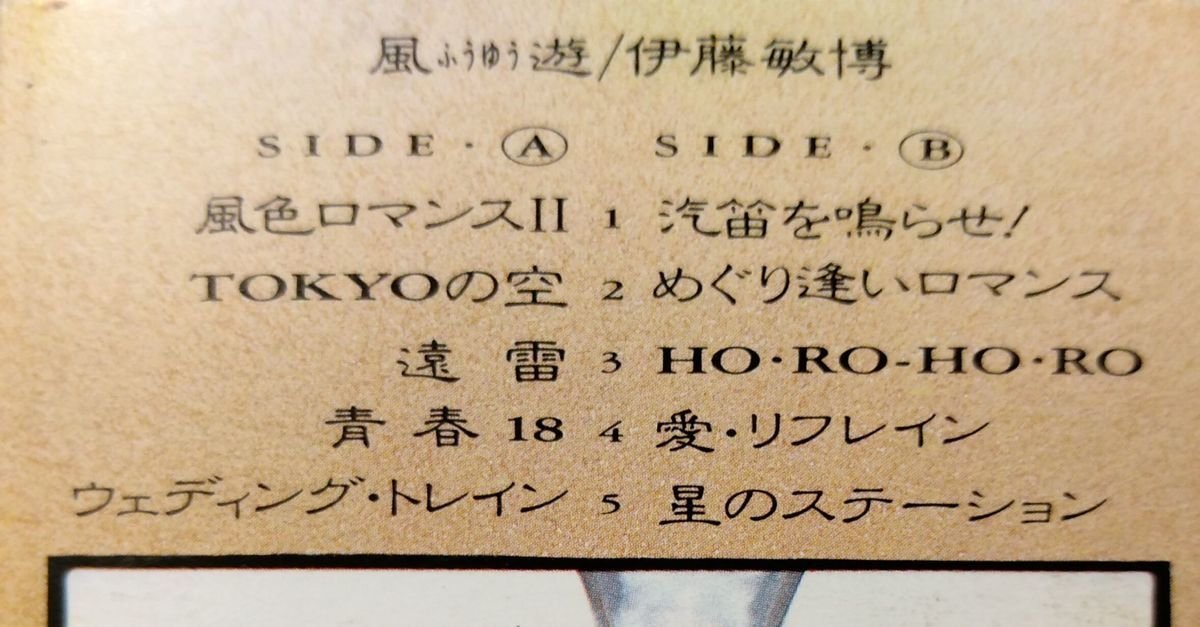 風ふうゆう遊/伊藤敏博
SIDE・Ⓐ SIDE・Ⓑ
風色ロマンスII 1 汽笛を鳴らせ!
TOKYOの空 2 めぐり逢いロマンス
遠雷 3 HO・RO-HO・RO
青春18 4 愛・リフレイン
ウェディング・トレイン 5 星のステーション